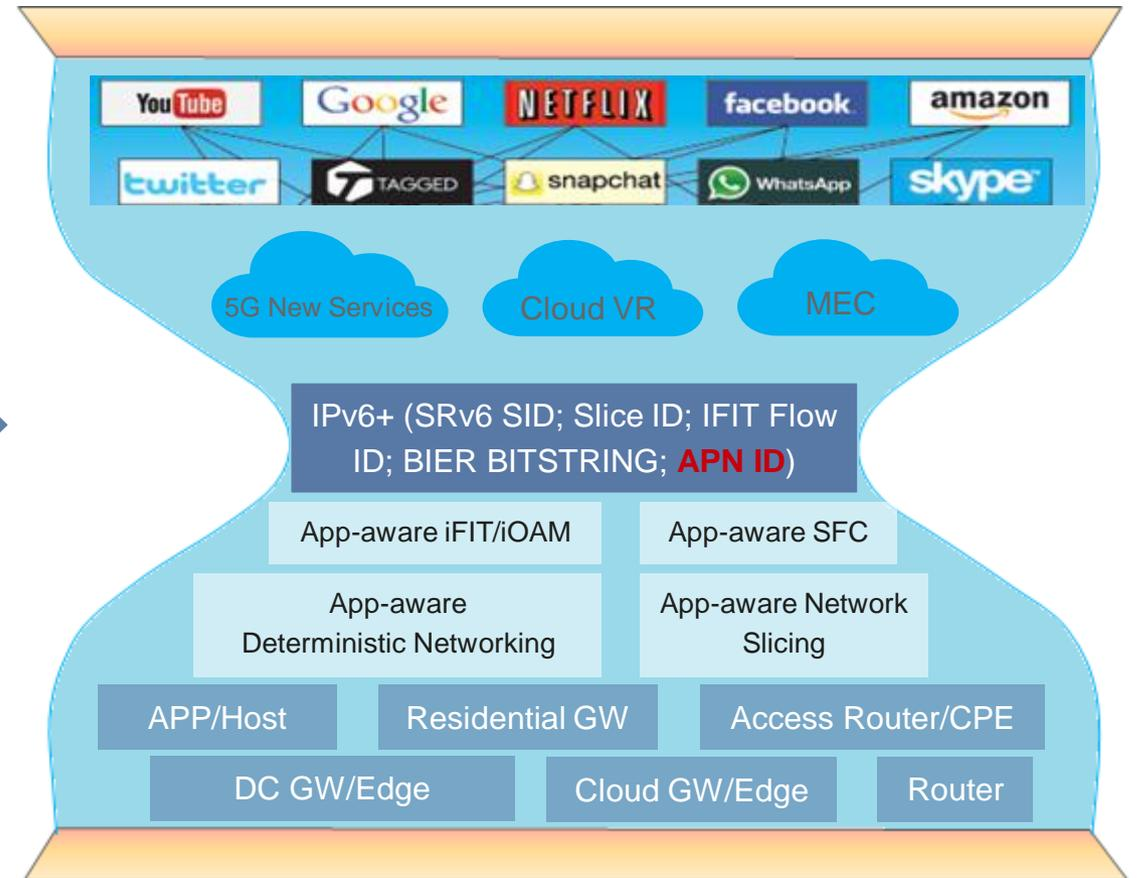 YouTube Google NETFLIX facebook amazon
twitter TAGGED snapchat WhatsApp skype
5G New Services Cloud VR MEC
IPv6+ (SRv6 SID; Slice ID; IFIT Flow
ID; BIER BITSTRING; APN ID)
App-aware iFIT/iOAM App-aware SFC
App-aware
Deterministic Networking
App-aware Network
Slicing
APP/Host Residential GW Access Router/CPE
DC GW/Edge Cloud GW/Edge Router